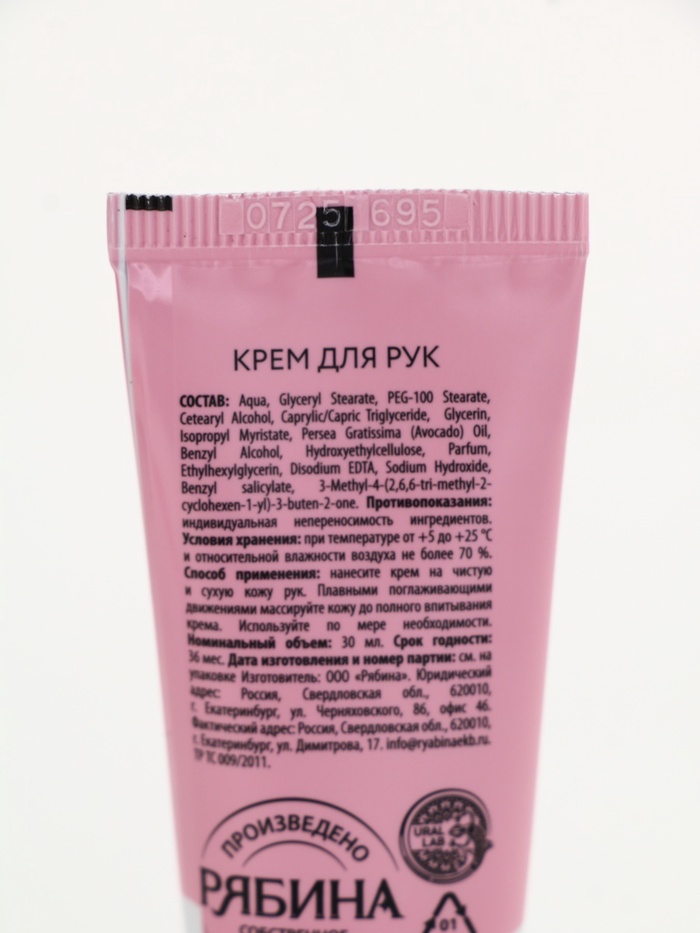 0725 695
КРЕМ ДЛЯ РУК
СОСТАВ: Aqua, Glyceryl Stearate, PEG-100 Stearate,
Cetearyl Alcohol, Caprylic/Capric Triglyceride, Glycerin,
Isopropyl Myristate, Persea Gratissima (Avocado) Oil,
Benzyl Alcohol, Hydroxyethylcellulose, Parfum,
Ethylhexylglycerin, Disodium EDTA, Sodium Hydroxide,
Benzyl salicylate, 3-Methyl-4-(2,6,6-tri-methyl-2-
cyclohexen-1-yl)-3-buten-2-one. Противопоказания:
индивидуальная непереносимость ингредиентов.
Условия хранения: при температуре от +5 до +25 °C
и относительной влажности воздуха не более 70 %.
Способ применения: нанесите крем на чистую
и сухую кожу рук. Плавными поглаживающими
движениями массируйте кожу до полного впитывания
крема. Используйте по мере необходимости.
Номинальный объем: 30 мл. Срок годности:
36 мес. Дата изготовления и номер партии: см. на
упаковке Изготовитель: ООО «Рябина». Юридический
адрес: Россия, Свердловская обл., 620010,
г. Екатеринбург, ул. Черняховского, 86, офис 46.
Фактический адрес: Россия, Свердловская обл., 620010,
г. Екатеринбург, ул. Димитрова, 17. info@ryabinaekb.ru.
ТР ТС 009/2011.
ПРОИЗВЕДЕНО
РЯБИНА
СОБСТВЕННОЕ
URAL
LAB
01